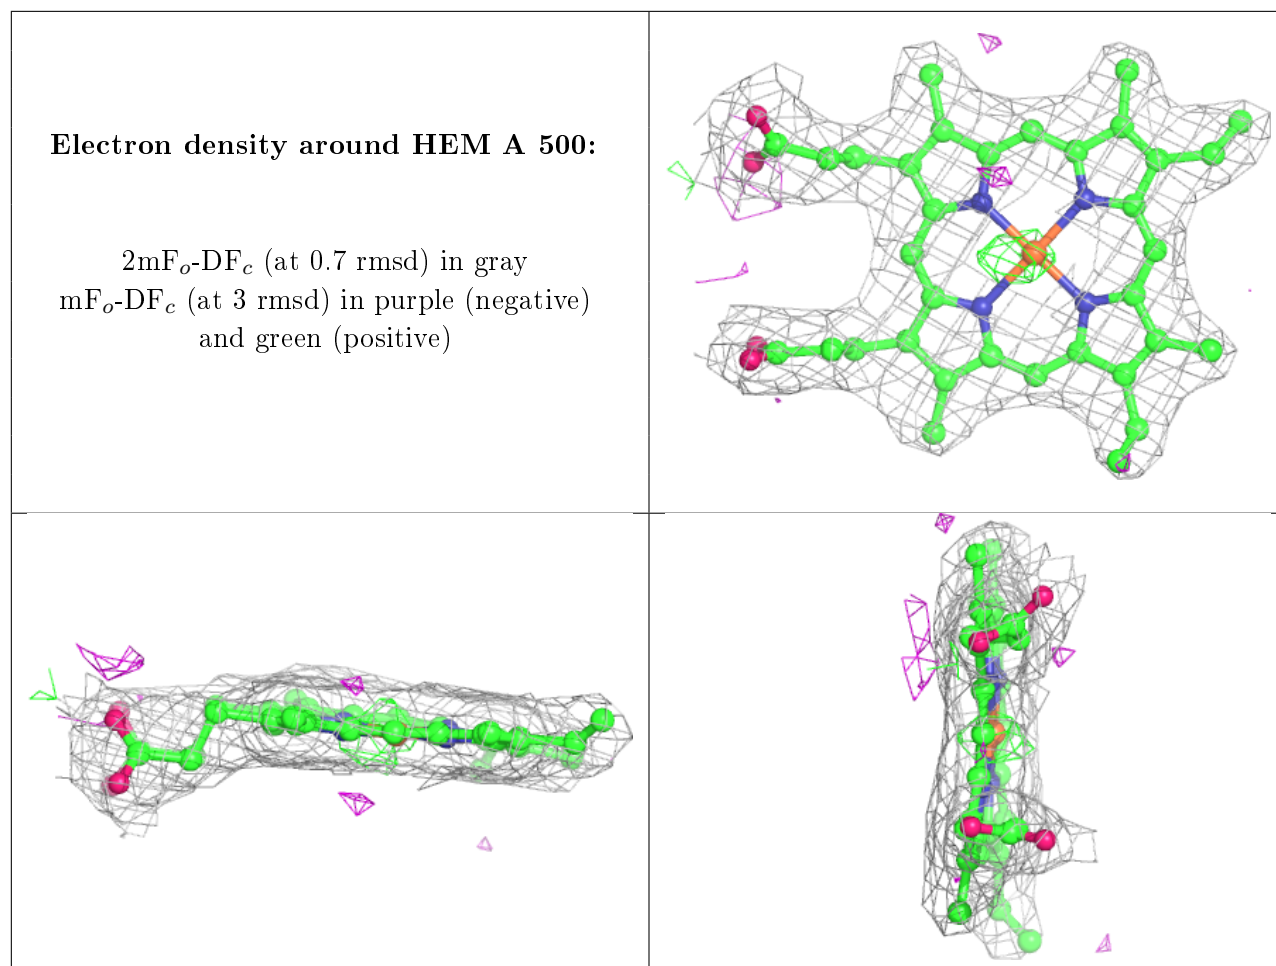 Electron density around HEM A 500:
2mFo-DFc (at 0.7 rmsd) in gray
mFo-DFc (at 3 rmsd) in purple (negative)
and green (positive)